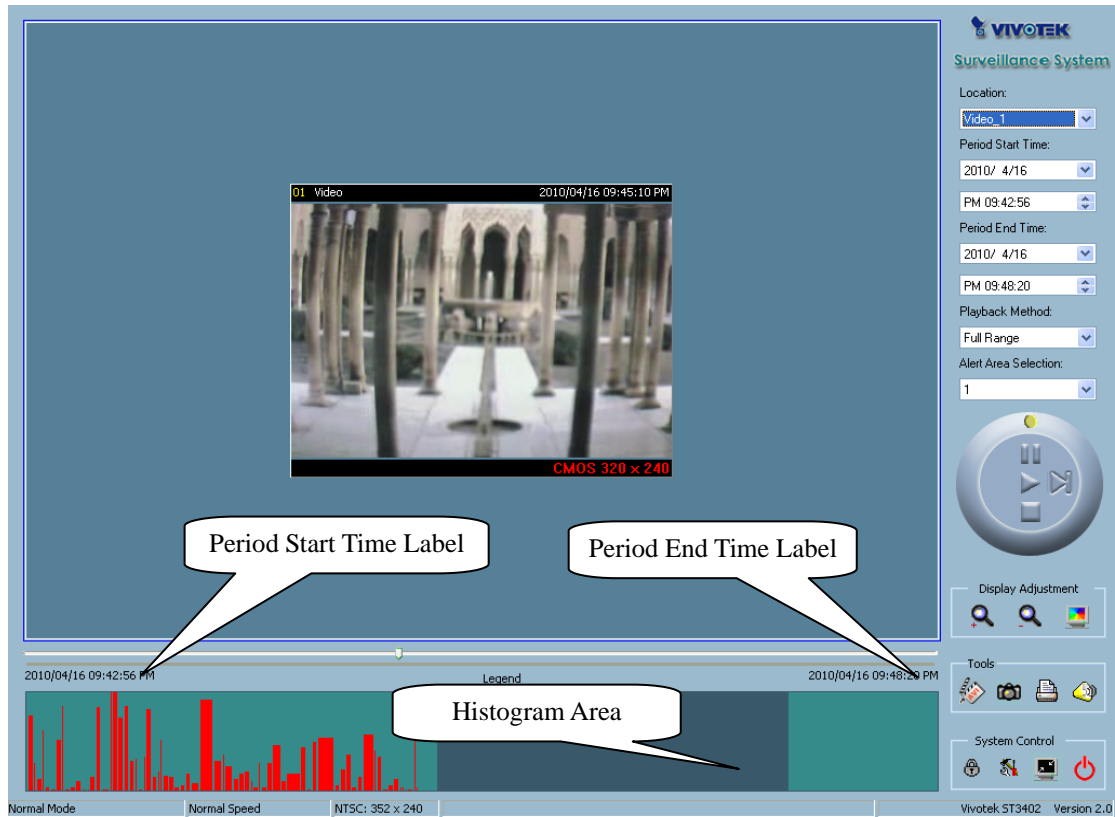 VIVOTEK
Surveillance System
Location:
Video_1
Period Start Time:
2010/ 4/16
PM 09:42:56
Period End Time:
2010/ 4/16
PM 09:48:20
Playback Method:
Full Range
Alert Area Selection:
1
01 Video 2010/04/16 09:45:10 PM
CMOS 320 x 240
Period Start Time Label
Period End Time Label
Display Adjustment
2010/04/16 09:42:56 PM
Legend
2010/04/16 09:48:20 PM
Tools
Histogram Area
System Control
Normal Mode
Normal Speed
NTSC: 352 x 240
Vivotek ST3402 Version 2.0